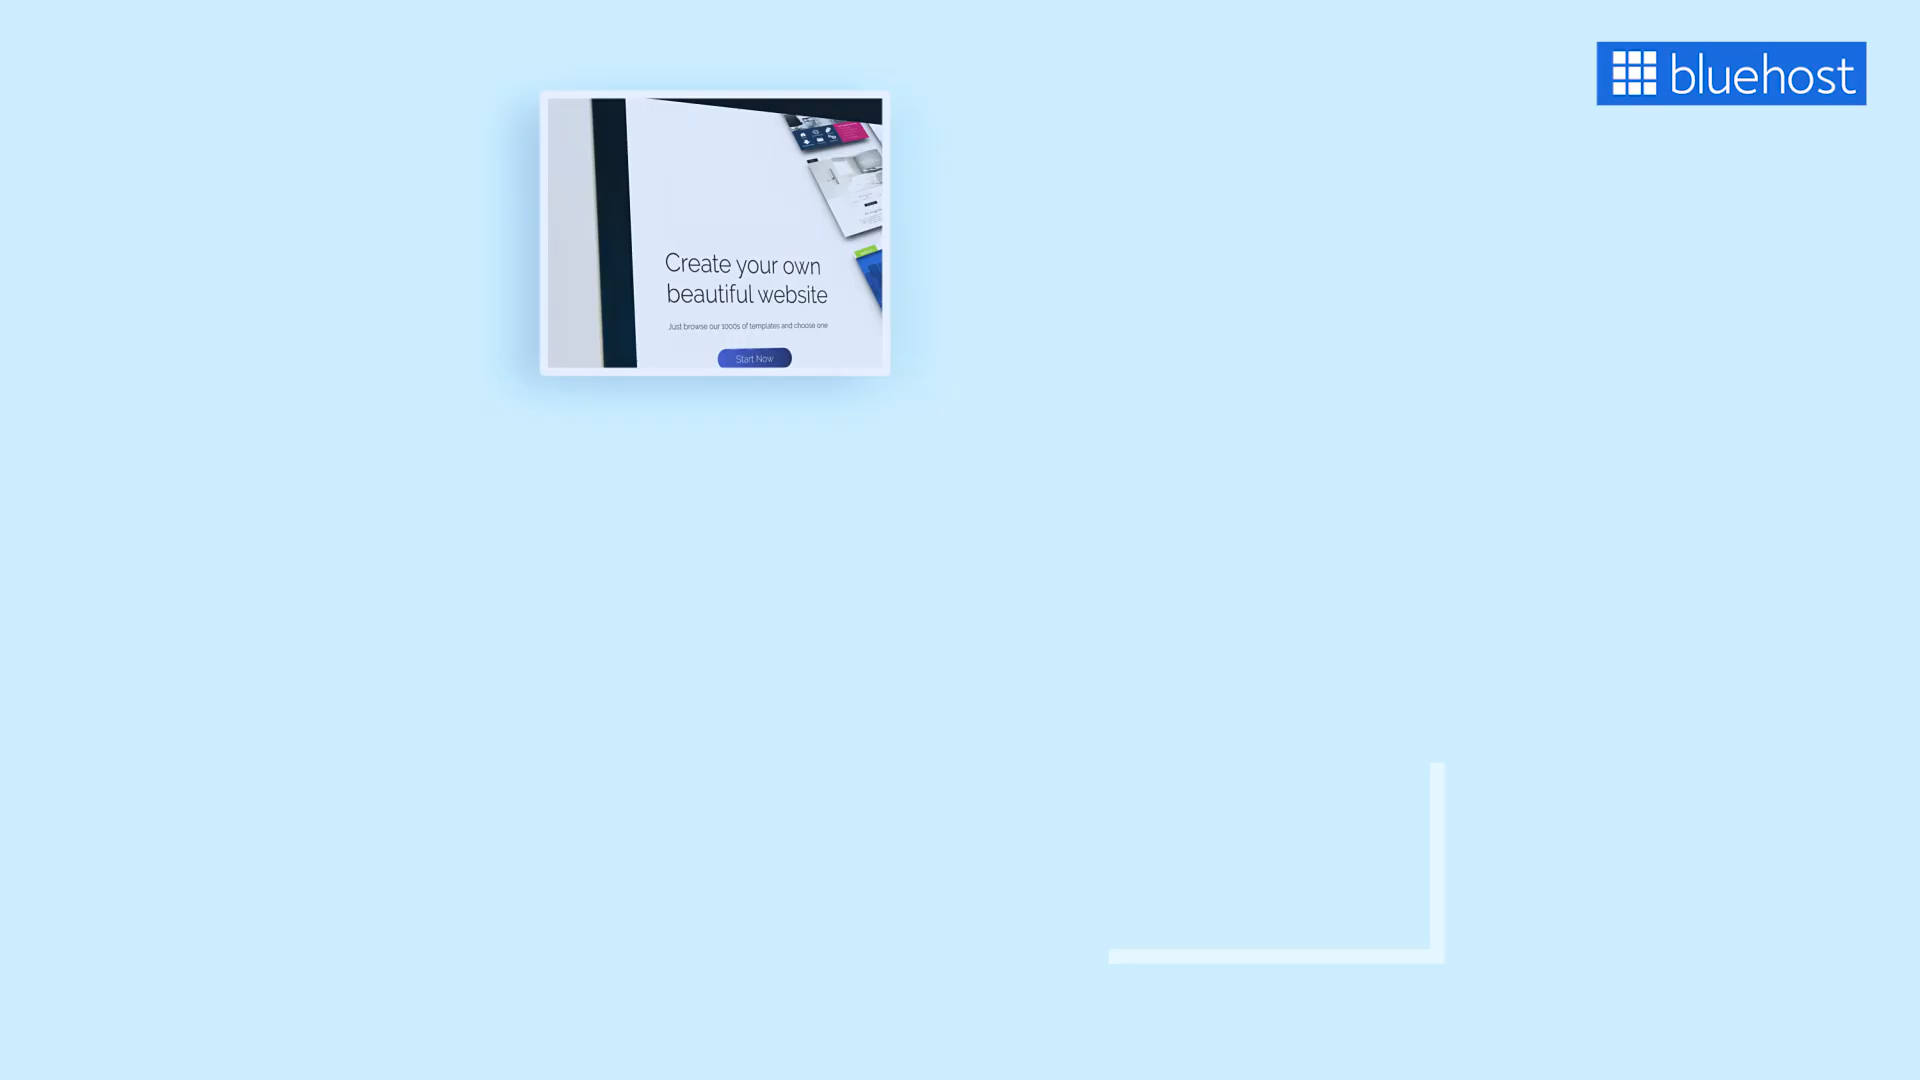 bluehost
Create your own
beautiful website
Just browse our 1000s of templates and choose one
Start Now